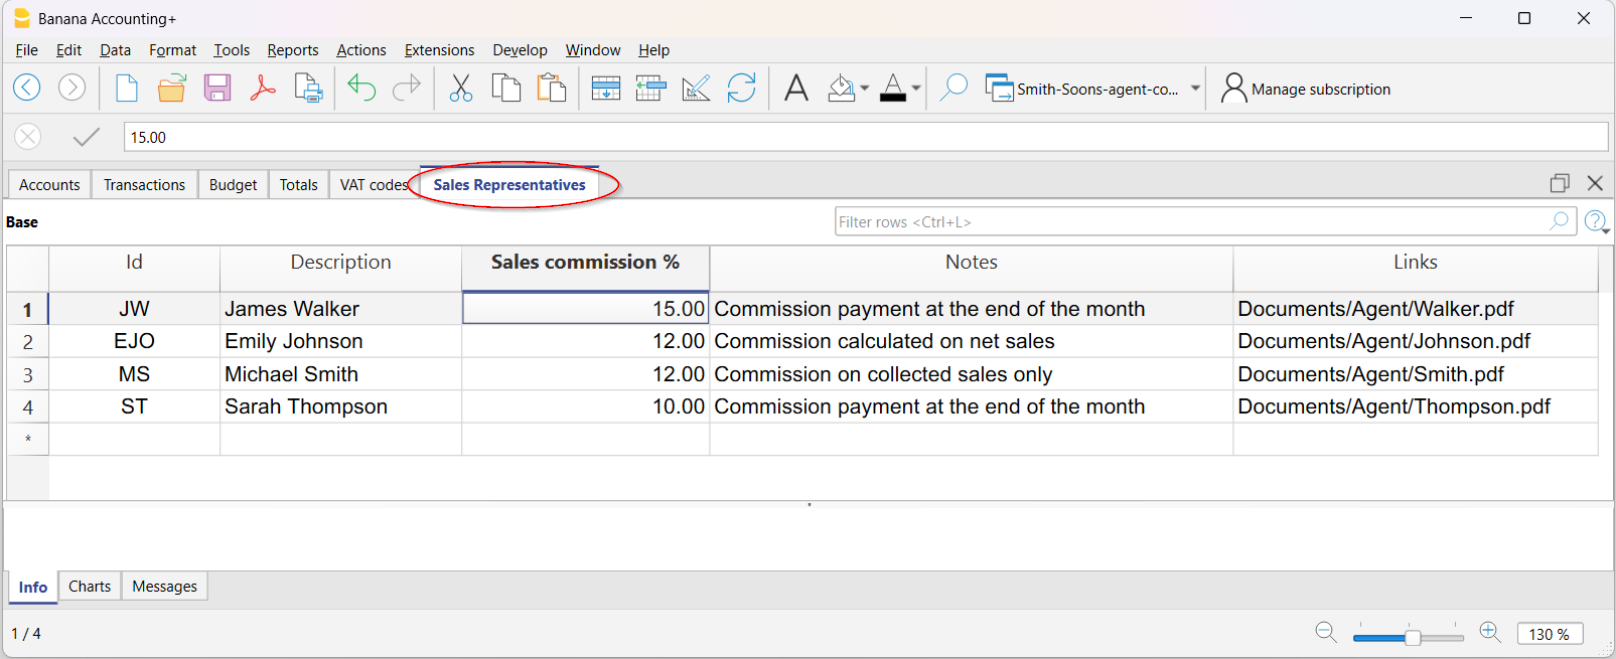 Banana Accounting+
File Edit Data Format Tools Reports Actions Extensions Develop Window Help
Smith-Soons-agent-co... Manage subscription
15.00
Accounts Transactions Budget Totals VAT codes Sales Representatives
Base Filter rows <Ctrl+L>
Id Description Sales commission % Notes Links
1 JW James Walker 15.00 Commission payment at the end of the month Documents/Agent/Walker.pdf
2 EJO Emily Johnson 12.00 Commission calculated on net sales Documents/Agent/Johnson.pdf
3 MS Michael Smith 12.00 Commission on collected sales only Documents/Agent/Smith.pdf
4 ST Sarah Thompson 10.00 Commission payment at the end of the month Documents/Agent/Thompson.pdf
*
Info Charts Messages
1 / 4 130 %